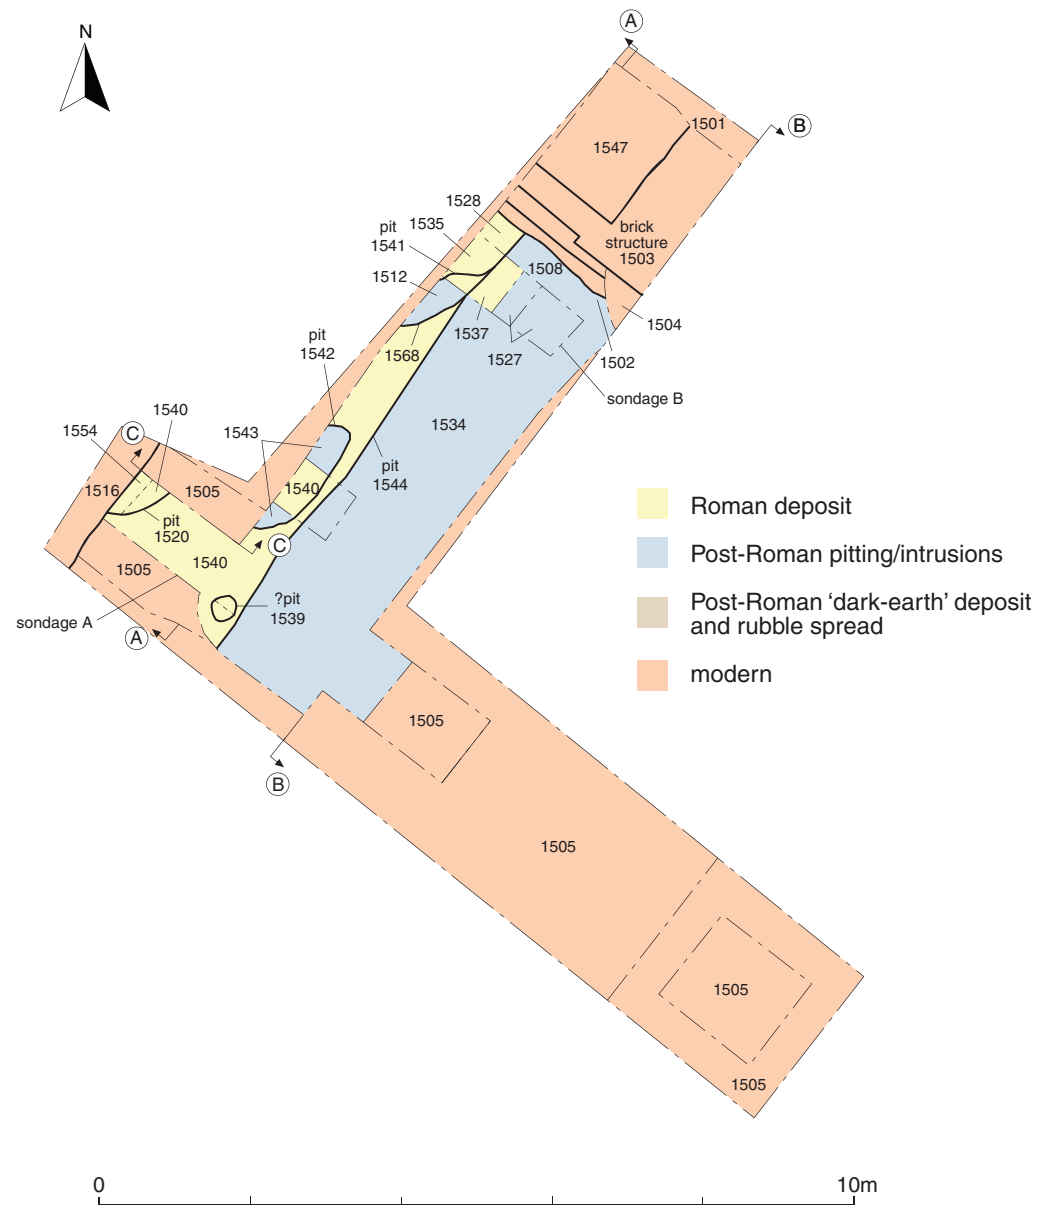 N
A
B
1501
1547
1528
pit
1535
1541
1512
brick
structure
1503
1508
1504
1537
1527
1502
pit
1542
1568
sondage B
1540
1554
C
1543
1534
pit
1544
1516
1505
1540
pit
1520
C
1540
1505
?pit
1539
sondage A
A
B
1505
1505
1505
1505
Roman deposit
Post-Roman pitting/intrusions
Post-Roman ‘dark-earth’ deposit
and rubble spread
modern
0
10m